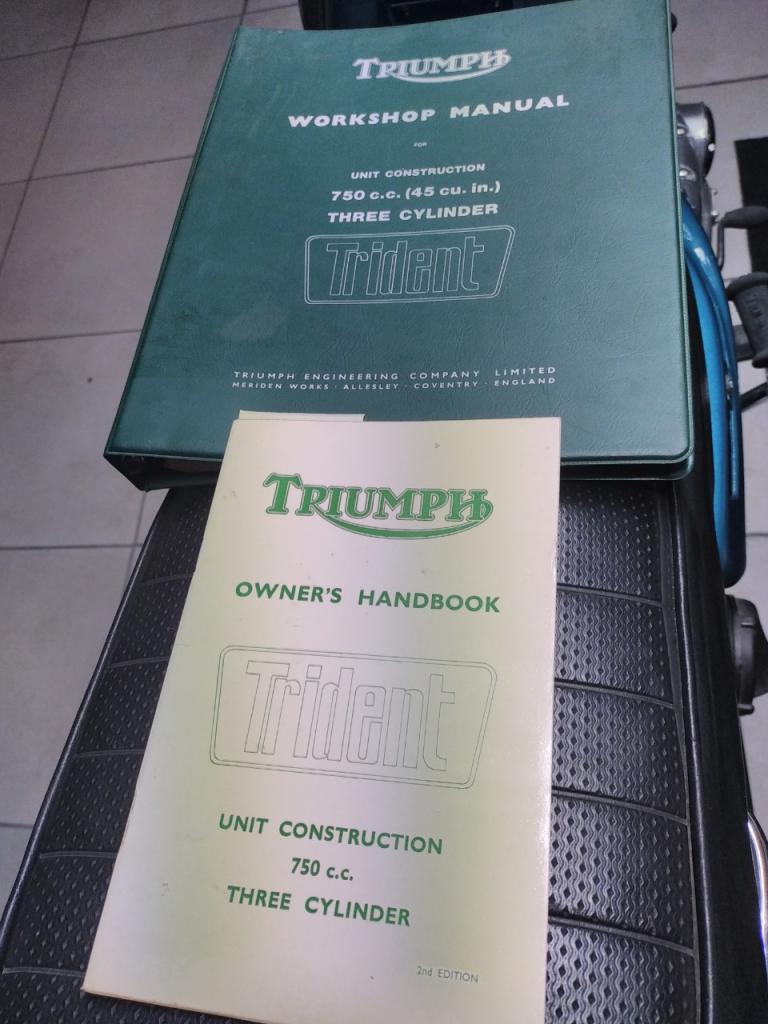 TRIUMPH
WORKSHOP MANUAL
FOR
UNIT CONSTRUCTION
750 c.c. (45 cu. in.)
THREE CYLINDER
Trident
TRIUMPH ENGINEERING COMPANY LIMITED
MERIDEN WORKS · ALLESLEY · COVENTRY · ENGLAND
TRIUMPH
OWNER'S HANDBOOK
Trident
UNIT CONSTRUCTION
750 c.c.
THREE CYLINDER
2nd EDITION